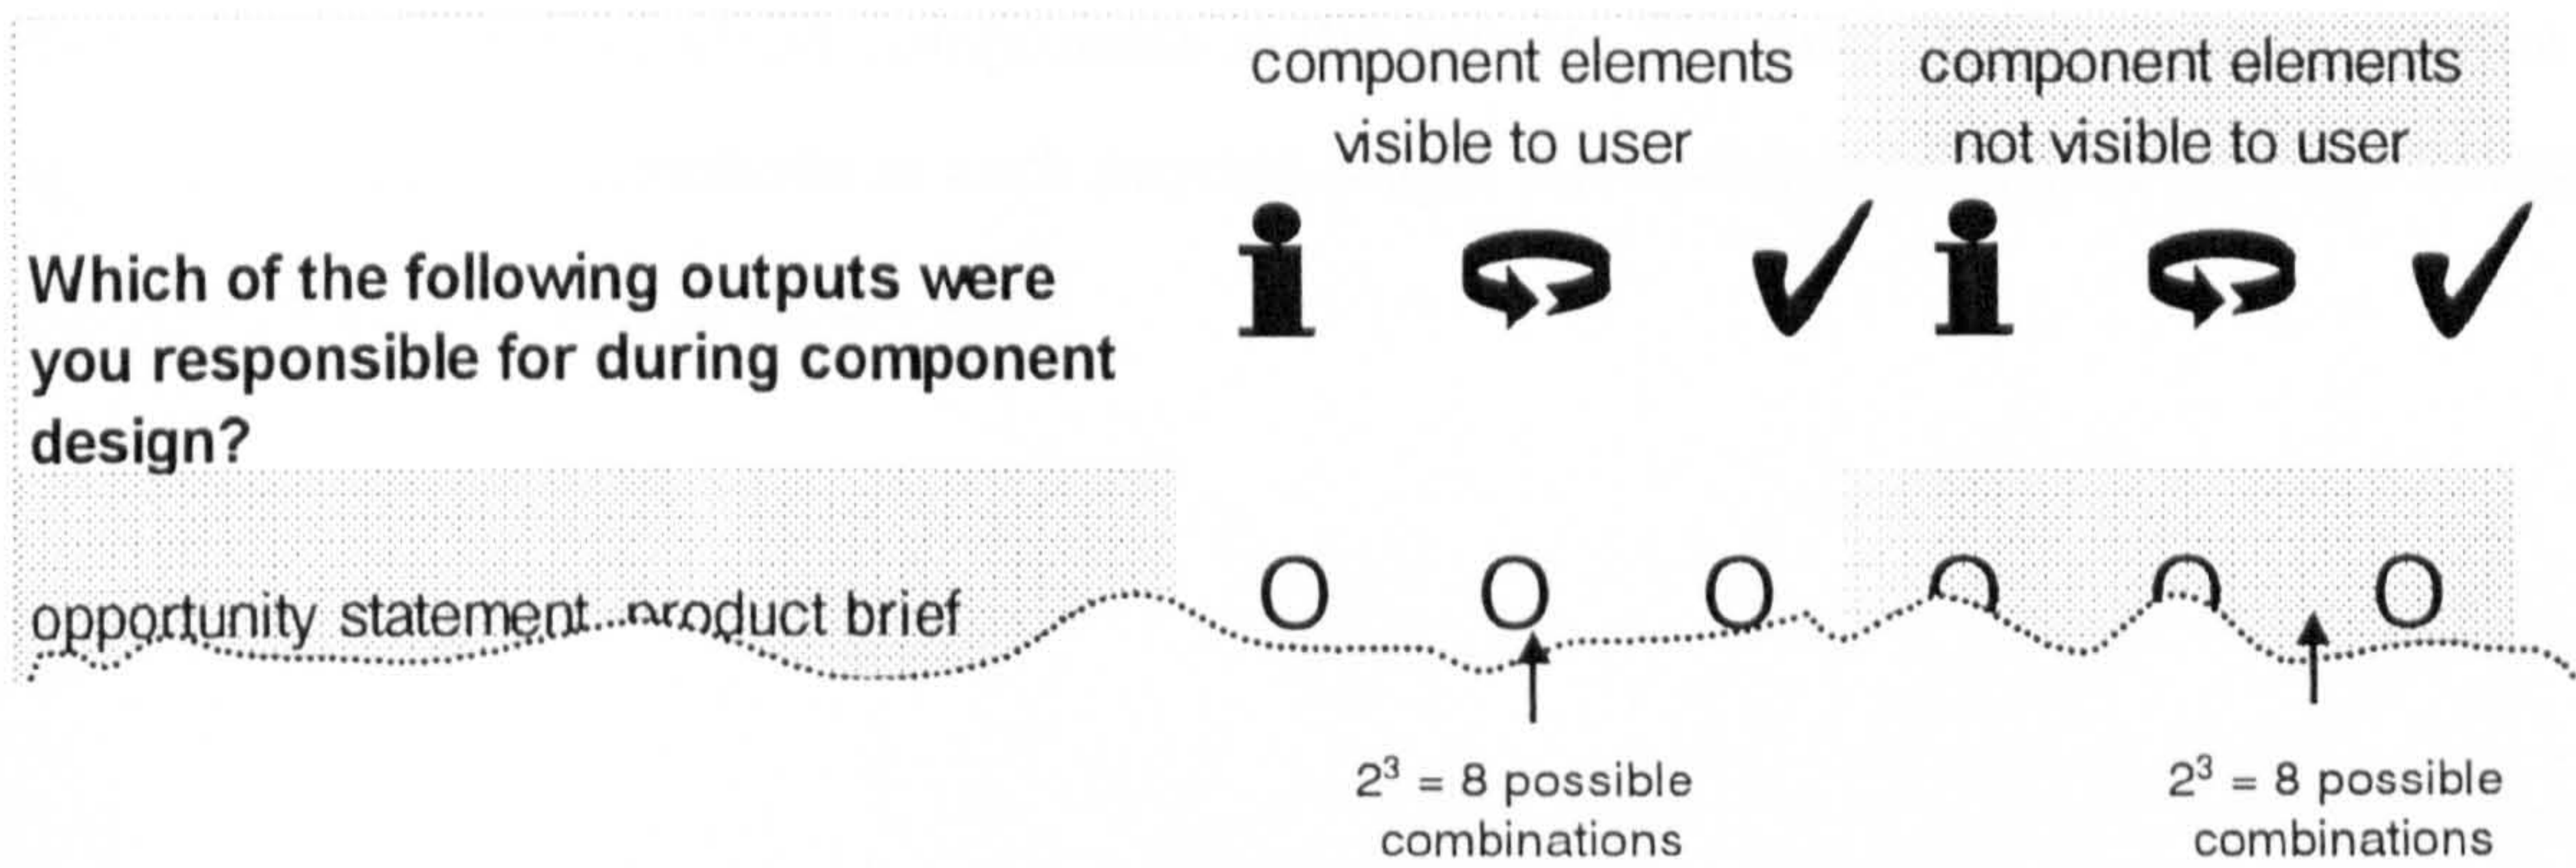 component elements
visible to user
component elements
not visible to user
Which of the following outputs were
you responsible for during component
design?
opportunity statement product brief
O O O O O O
2³ = 8 possible
combinations
2³ = 8 possible
combinations